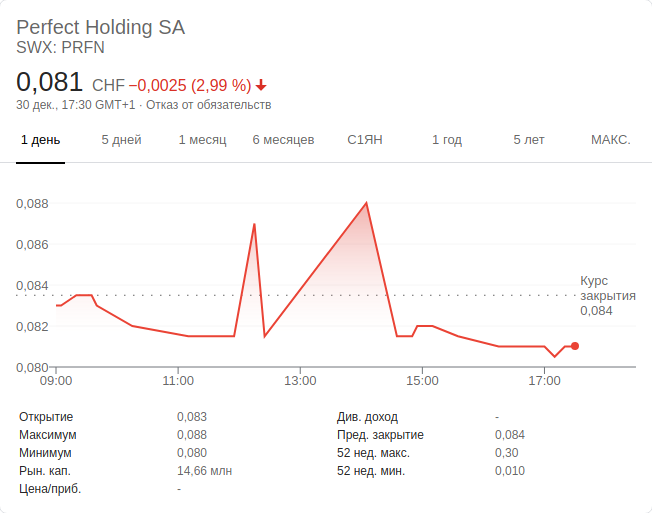 Perfect Holding SA
SWX: PRFN
0,081 CHF −0,0025 (2,99 %)
30 дек., 17:30 GMT+1 · Отказ от обязательств
1 день 5 дней 1 месяц 6 месяцев С1ЯН 1 год 5 лет МАКС.
0,088
0,086
0,084
Курс
закрытия
0,084
0,082
0,080
09:00 11:00 13:00 15:00 17:00
Открытие 0,083 Див. доход -
Максимум 0,088 Пред. закрытие 0,084
Минимум 0,080 52 нед. макс. 0,30
Рын. кап. 14,66 млн 52 нед. мин. 0,010
Цена/приб. -